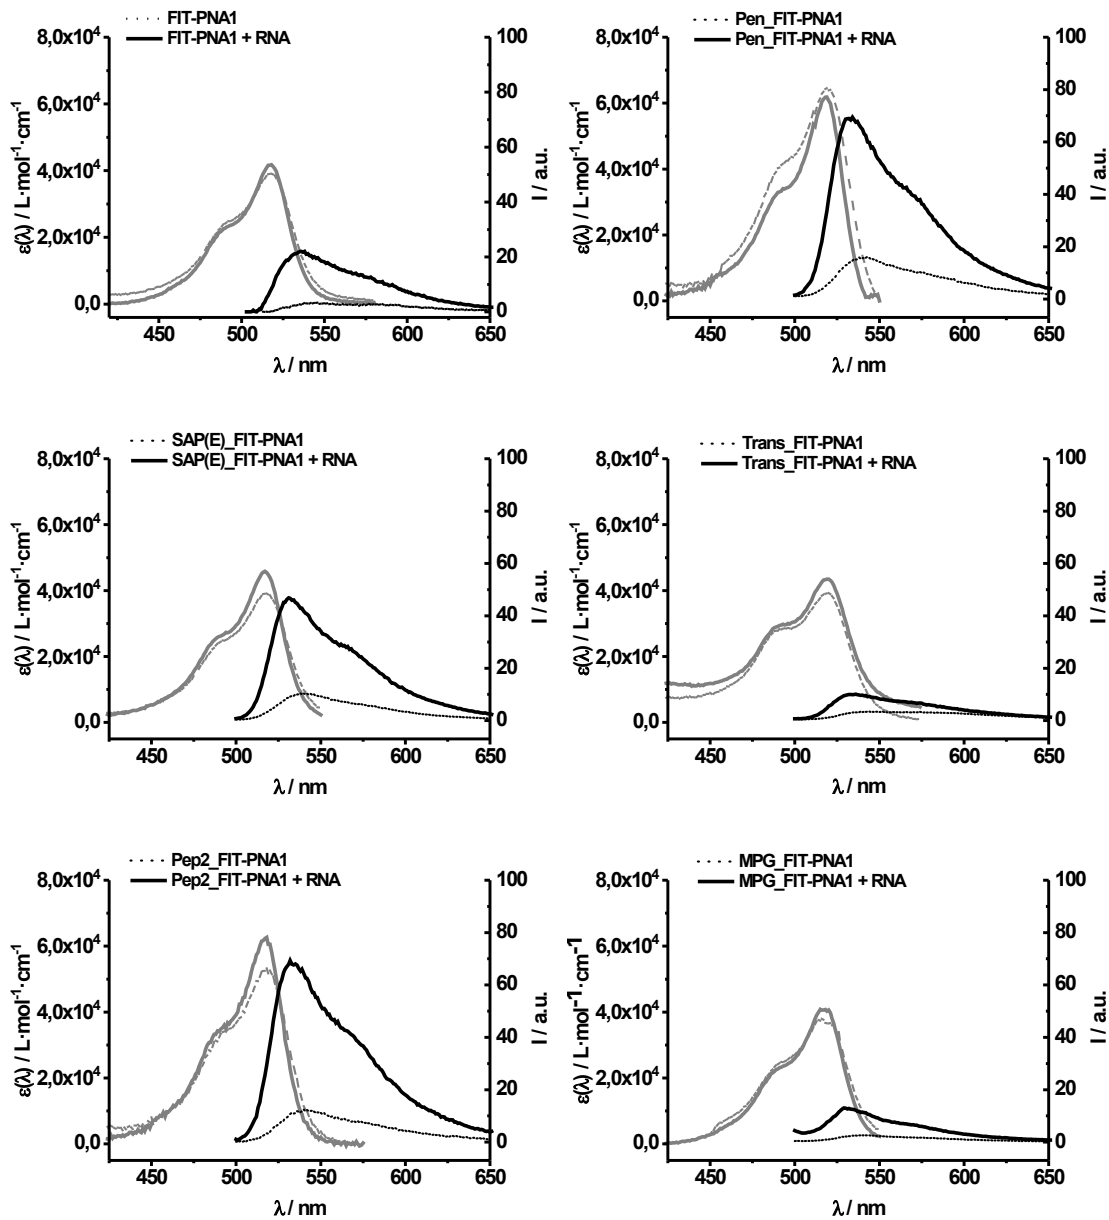 FIT-PNA1
FIT-PNA1 + RNA
8,0x10⁴
6,0x10⁴
4,0x10⁴
2,0x10⁴
0,0
ε(λ) / L·mol⁻¹·cm⁻¹
100
80
60
40
20
0
I / a.u.
450 500 550 600 650
λ / nm
Pen_FIT-PNA1
Pen_FIT-PNA1 + RNA
8,0x10⁴
6,0x10⁴
4,0x10⁴
2,0x10⁴
0,0
ε(λ) / L·mol⁻¹·cm⁻¹
100
80
60
40
20
0
I / a.u.
450 500 550 600 650
λ / nm
SAP(E)_FIT-PNA1
SAP(E)_FIT-PNA1 + RNA
8,0x10⁴
6,0x10⁴
4,0x10⁴
2,0x10⁴
0,0
ε(λ) / L·mol⁻¹·cm⁻¹
100
80
60
40
20
0
I / a.u.
450 500 550 600 650
λ / nm
Trans_FIT-PNA1
Trans_FIT-PNA1 + RNA
8,0x10⁴
6,0x10⁴
4,0x10⁴
2,0x10⁴
0,0
ε(λ) / L·mol⁻¹·cm⁻¹
100
80
60
40
20
0
I / a.u.
450 500 550 600 650
λ / nm
Pep2_FIT-PNA1
Pep2_FIT-PNA1 + RNA
8,0x10⁴
6,0x10⁴
4,0x10⁴
2,0x10⁴
0,0
ε(λ) / L·mol⁻¹·cm⁻¹
100
80
60
40
20
0
I / a.u.
450 500 550 600 650
λ / nm
MPG_FIT-PNA1
MPG_FIT-PNA1 + RNA
8,0x10⁴
6,0x10⁴
4,0x10⁴
2,0x10⁴
0,0
ε(λ) / L·mol⁻¹·cm⁻¹
100
80
60
40
20
0
I / a.u.
450 500 550 600 650
λ / nm